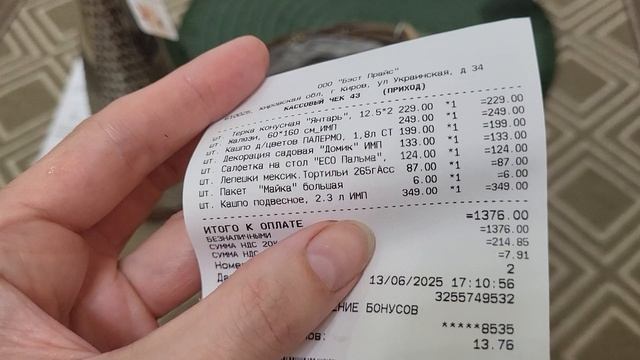 ООО "Бэст Прайс"
Кировская обл, г Киров, ул Украинская, д 34
КАССОВЫЙ ЧЕК 43 (ПРИХОД)
шт. Терка конусная "Янтарь", 12.5*2 229.00 *1 =229.00
шт. Жалюзи, 60*160 см_ИМП 249.00 *1 =249.00
шт. Кашпо д/цветов ПАЛЕРМО, 1,8л СТ 199.00 *1 =199.00
шт. Декорация садовая "Домик" ИМП 133.00 *1 =133.00
шт. Салфетка на стол "ECO Пальма", 124.00 *1 =124.00
шт. Лепешки мексик.Тортильи 265гАсс 87.00 *1 =87.00
шт. Пакет "Майка" большая 6.00 *1 =6.00
шт. Кашпо подвесное, 2.3 л ИМП 349.00 *1 =349.00
ИТОГО К ОПЛАТЕ =1376.00
БЕЗНАЛИЧНЫМИ =1376.00
СУММА НДС 20% =214.85
СУММА НДС =7.91
2
13/06/2025 17:10:56
3255749532
БОНУСОВ
*****8535
13.76